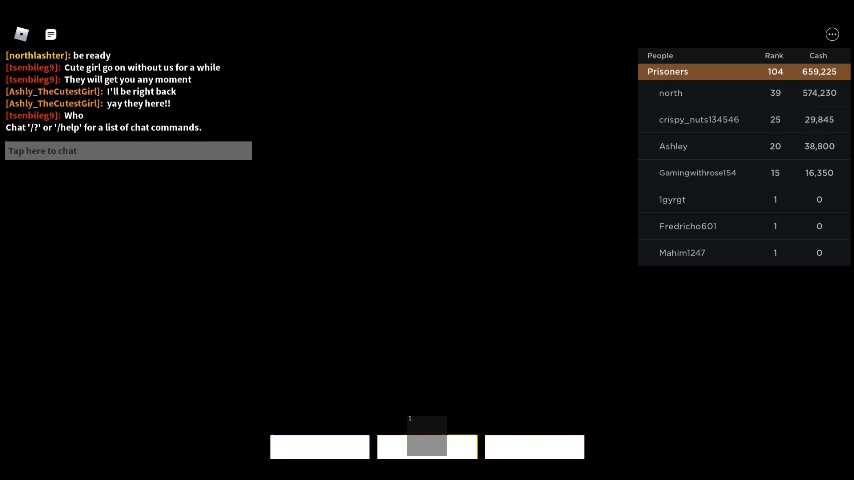 [northlashter]: be ready
[tsenbileg9]: Cute girl go on without us for a while
[tsenbileg9]: They will get you any moment
[Ashly_TheCutestGirl]: I'll be right back
[Ashly_TheCutestGirl]: yay they here!!
[tsenbileg9]: Who
Chat '/?' or '/help' for a list of chat commands.
Tap here to chat
People Rank Cash
Prisoners 104 659,225
north 39 574,230
crispy_nuts134546 25 29,845
Ashley 20 38,800
Gamingwithrose154 15 16,350
1gyrgt 1 0
Fredricho601 1 0
Mahim1247 1 0
1